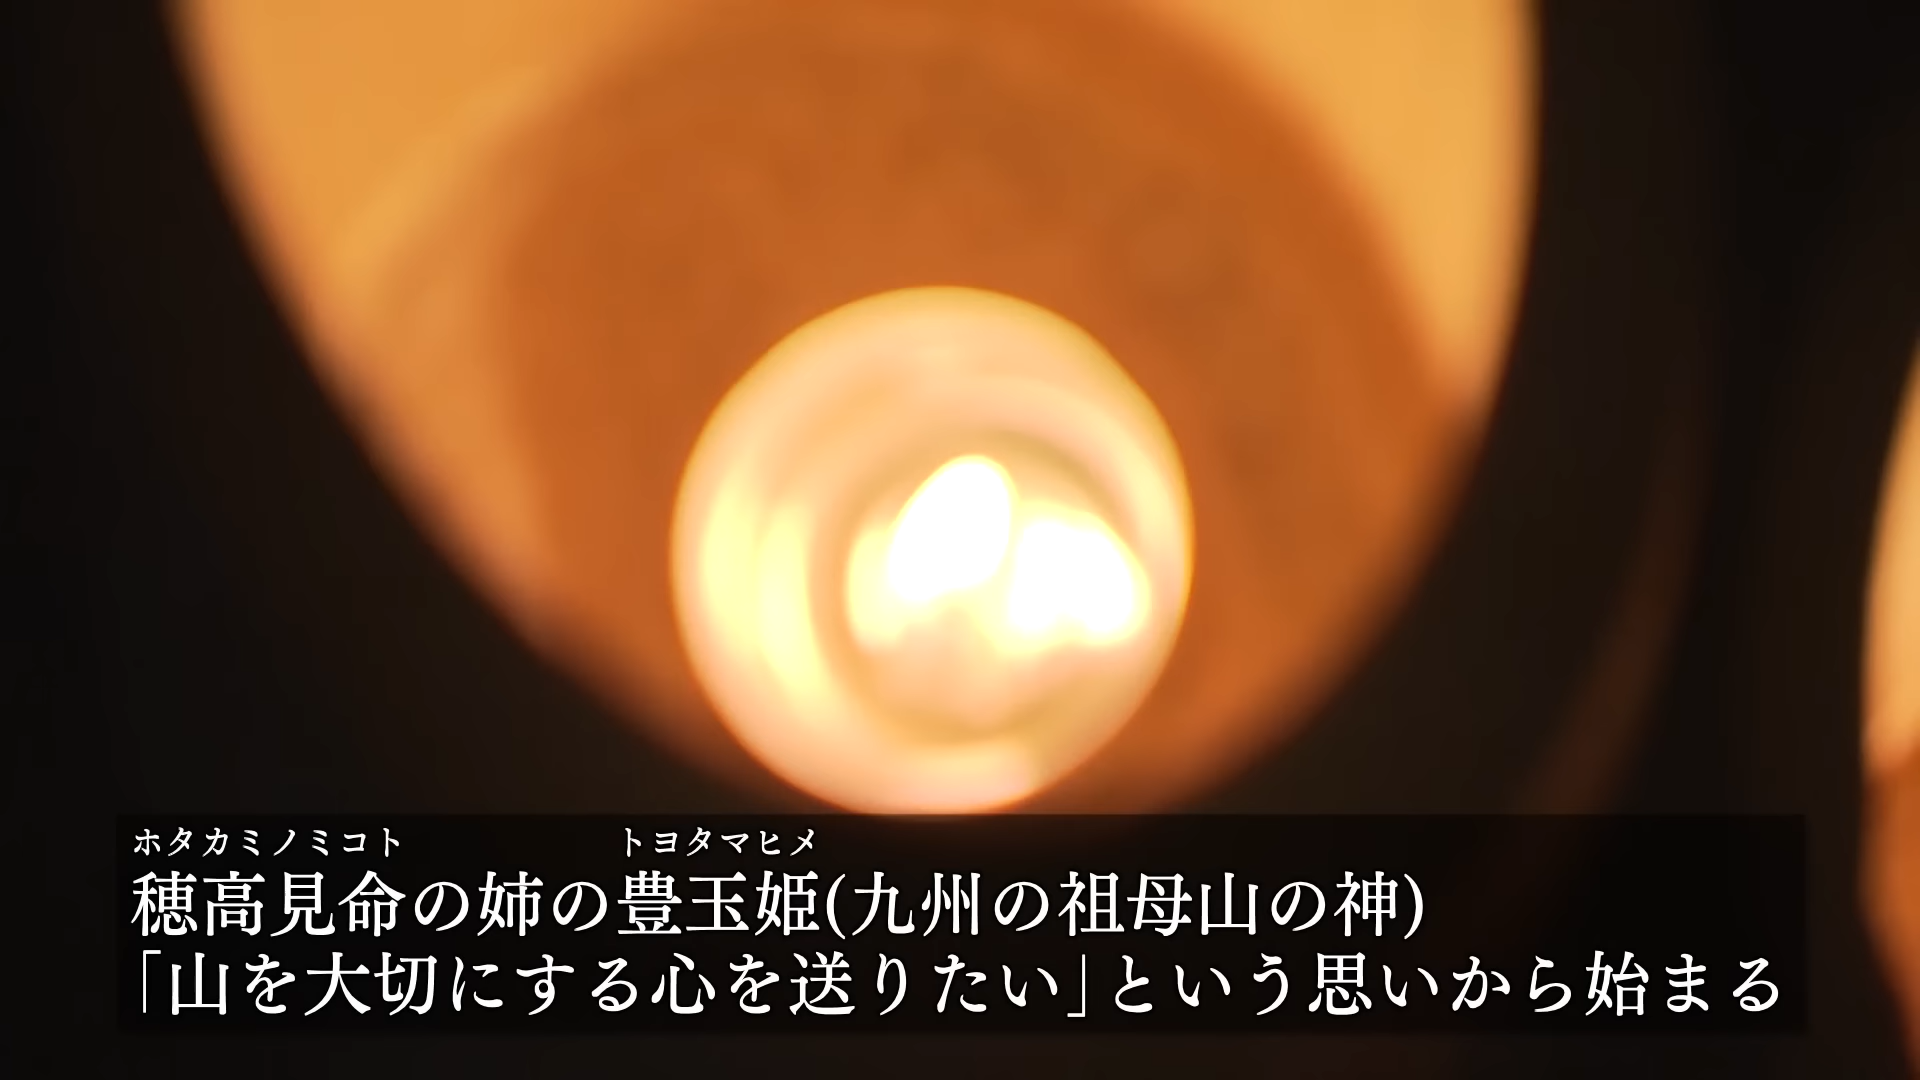 ホタカミノミコト トヨタマヒメ
穂高見命の姉の豊玉姫(九州の祖母山の神)
「山を大切にする心を送りたい」という思いから始まる